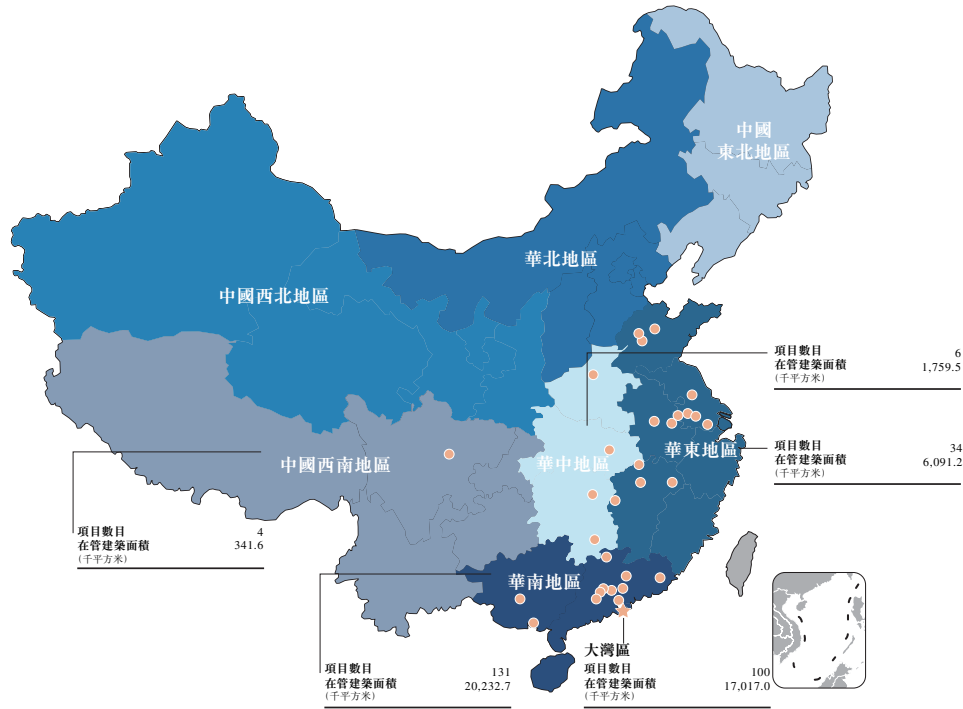 中國
東北地區
華北地區
中國西北地區
項目數目 6
在管建築面積 1,759.5
(千平方米)
項目數目 34
在管建築面積 6,091.2
(千平方米)
華東地區
華中地區
中國西南地區
項目數目 4
在管建築面積 341.6
(千平方米)
華南地區
大灣區
項目數目 131
在管建築面積 20,232.7
(千平方米)
項目數目 100
在管建築面積 17,017.0
(千平方米)